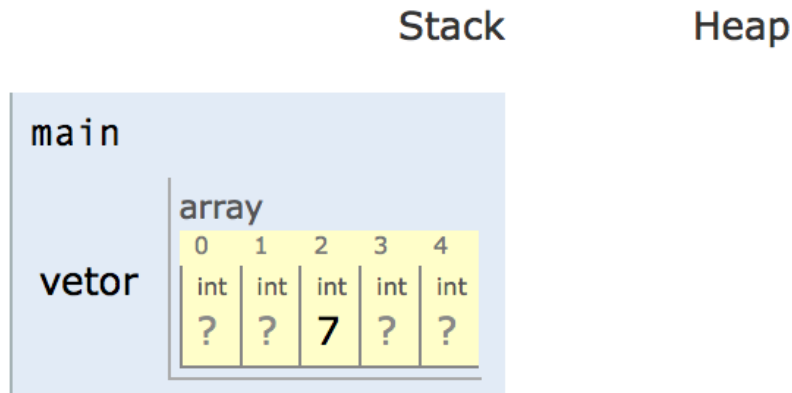 Stack Heap
main
array
0 1 2 3 4
vetor
int int int int int
? ? 7 ? ?